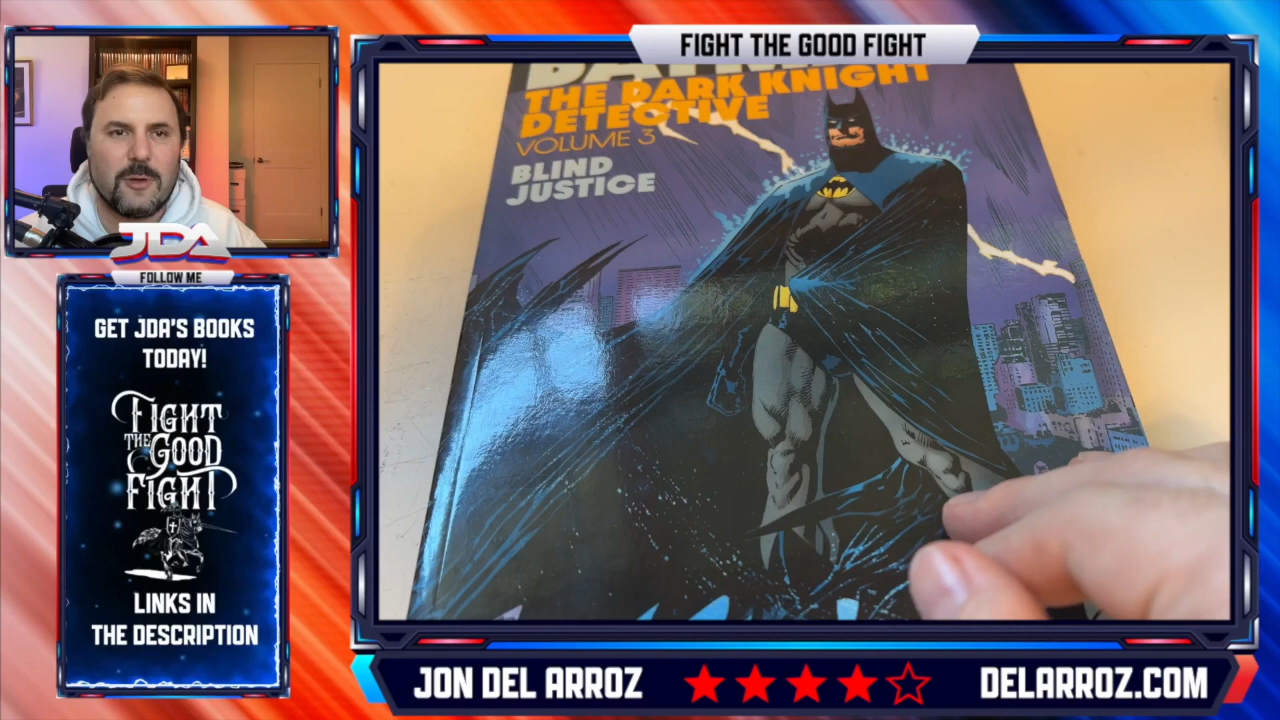 FIGHT THE GOOD FIGHT
THE DARK KNIGHT
DETECTIVE
VOLUME 3
BLIND
JUSTICE
JDA
FOLLOW ME
GET JDA'S BOOKS
TODAY!
FIGHT
THE GOOD
FIGHT
LINKS IN
THE DESCRIPTION
JON DEL ARROZ
DELARROZ.COM